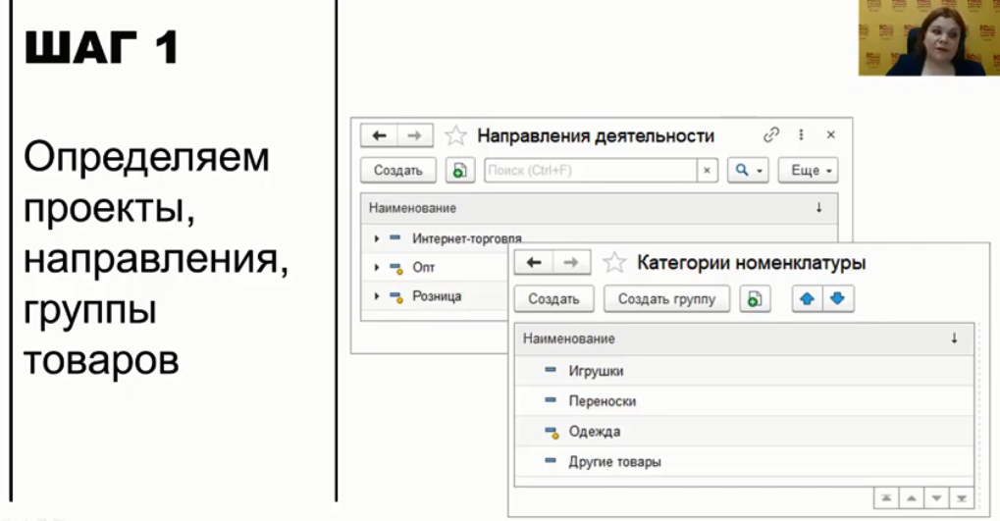 ШАГ 1
Определяем
проекты,
направления,
группы
товаров
Направления деятельности
Создать
Поиск (Ctrl+F)
Еще
Наименование
Интернет-торговля
Опт
Розница
Категории номенклатуры
Создать
Создать группу
Наименование
Игрушки
Переноски
Одежда
Другие товары